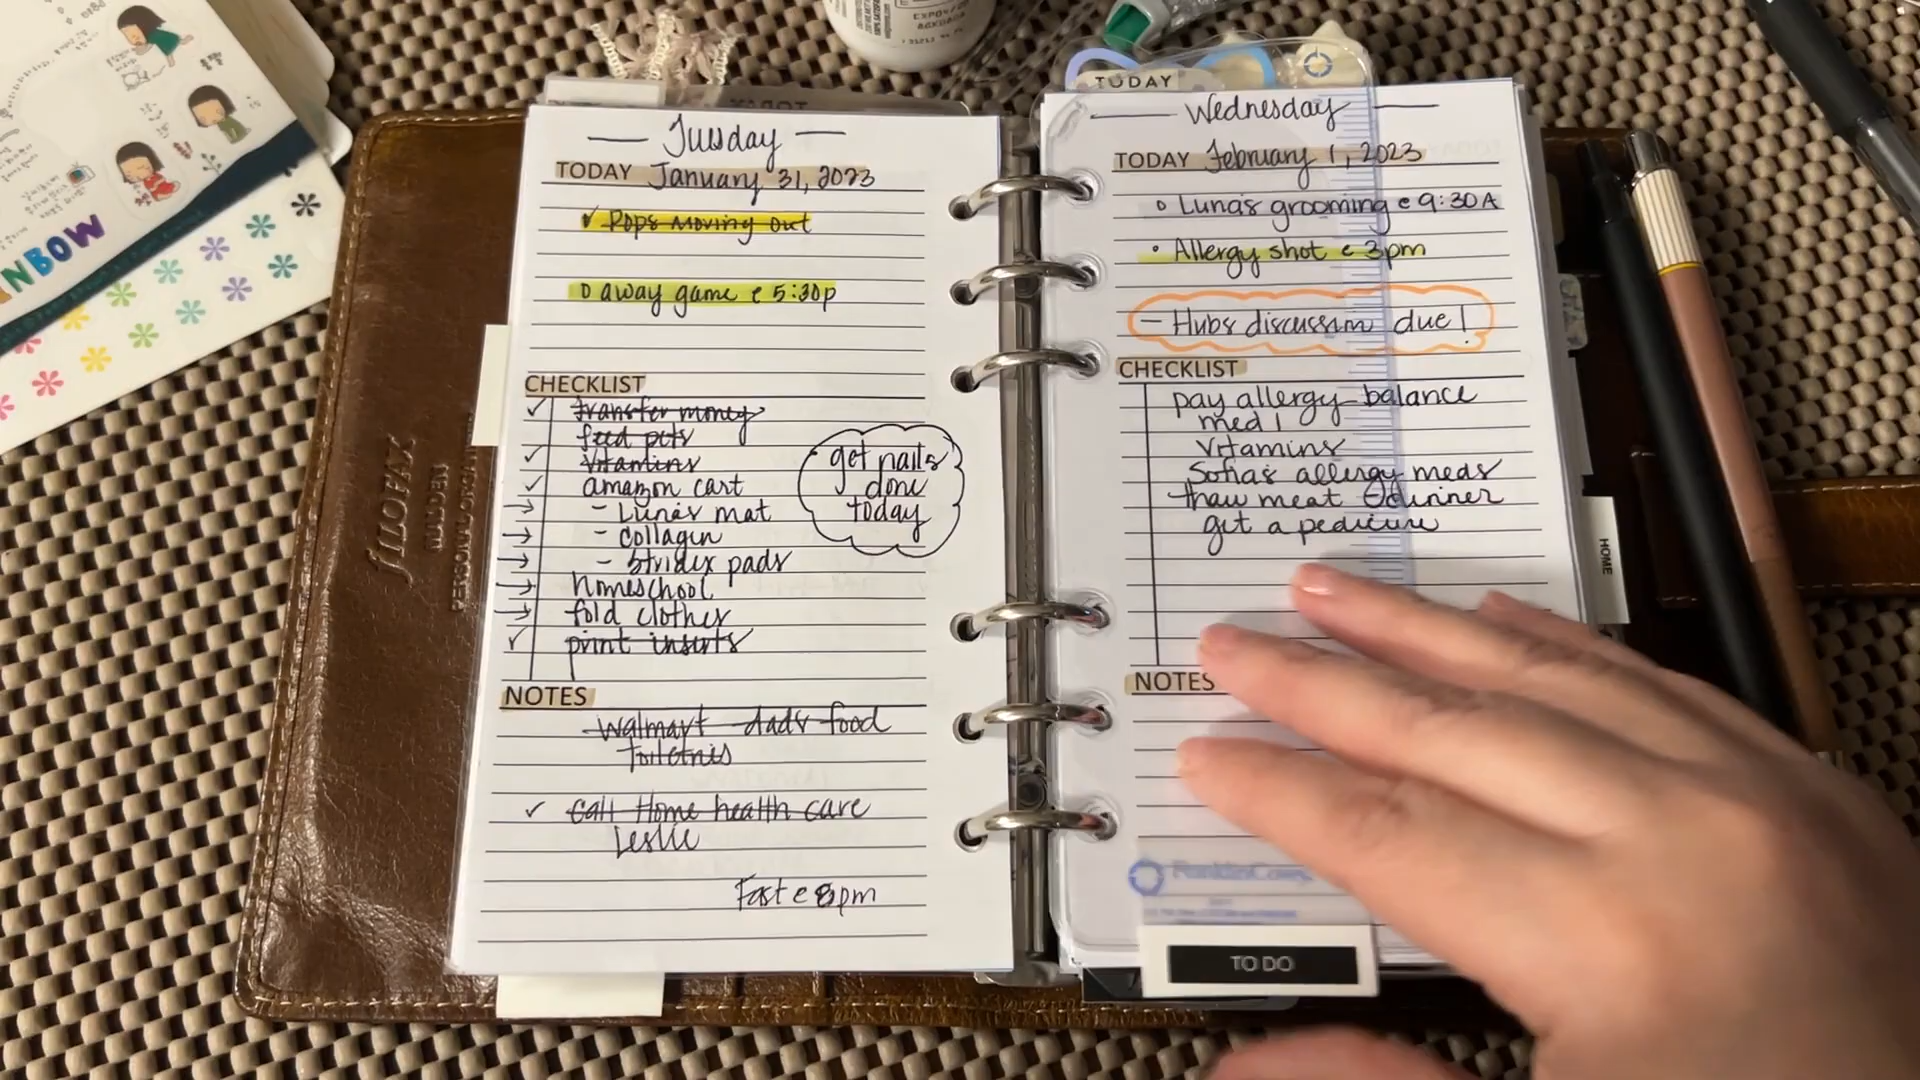 TODAY
INBOW
FILOFAX
HOLDEN
Tuesday
TODAY January 31, 2023
Pops moving out
away game @ 5:30p
CHECKLIST
transfer money
feed pets
vitamins
amazon cart
- Luna's mat
- collagen
- stridex pads
homeschool
fold clothes
print inserts
get nails
done
today
NOTES
Walmart dads food
toiletries
Call Home health care
Leslie
Fast @ 8pm
Wednesday
TODAY February 1, 2023
Luna's grooming @ 9:30A
• Allergy shot @ 3pm
- Hubs discussion due!
CHECKLIST
pay allergy balance
med 1
Vitamins
Sofia's allergy meds
thaw meat dinner
get a pedicure
NOTES
HOME
TO DO